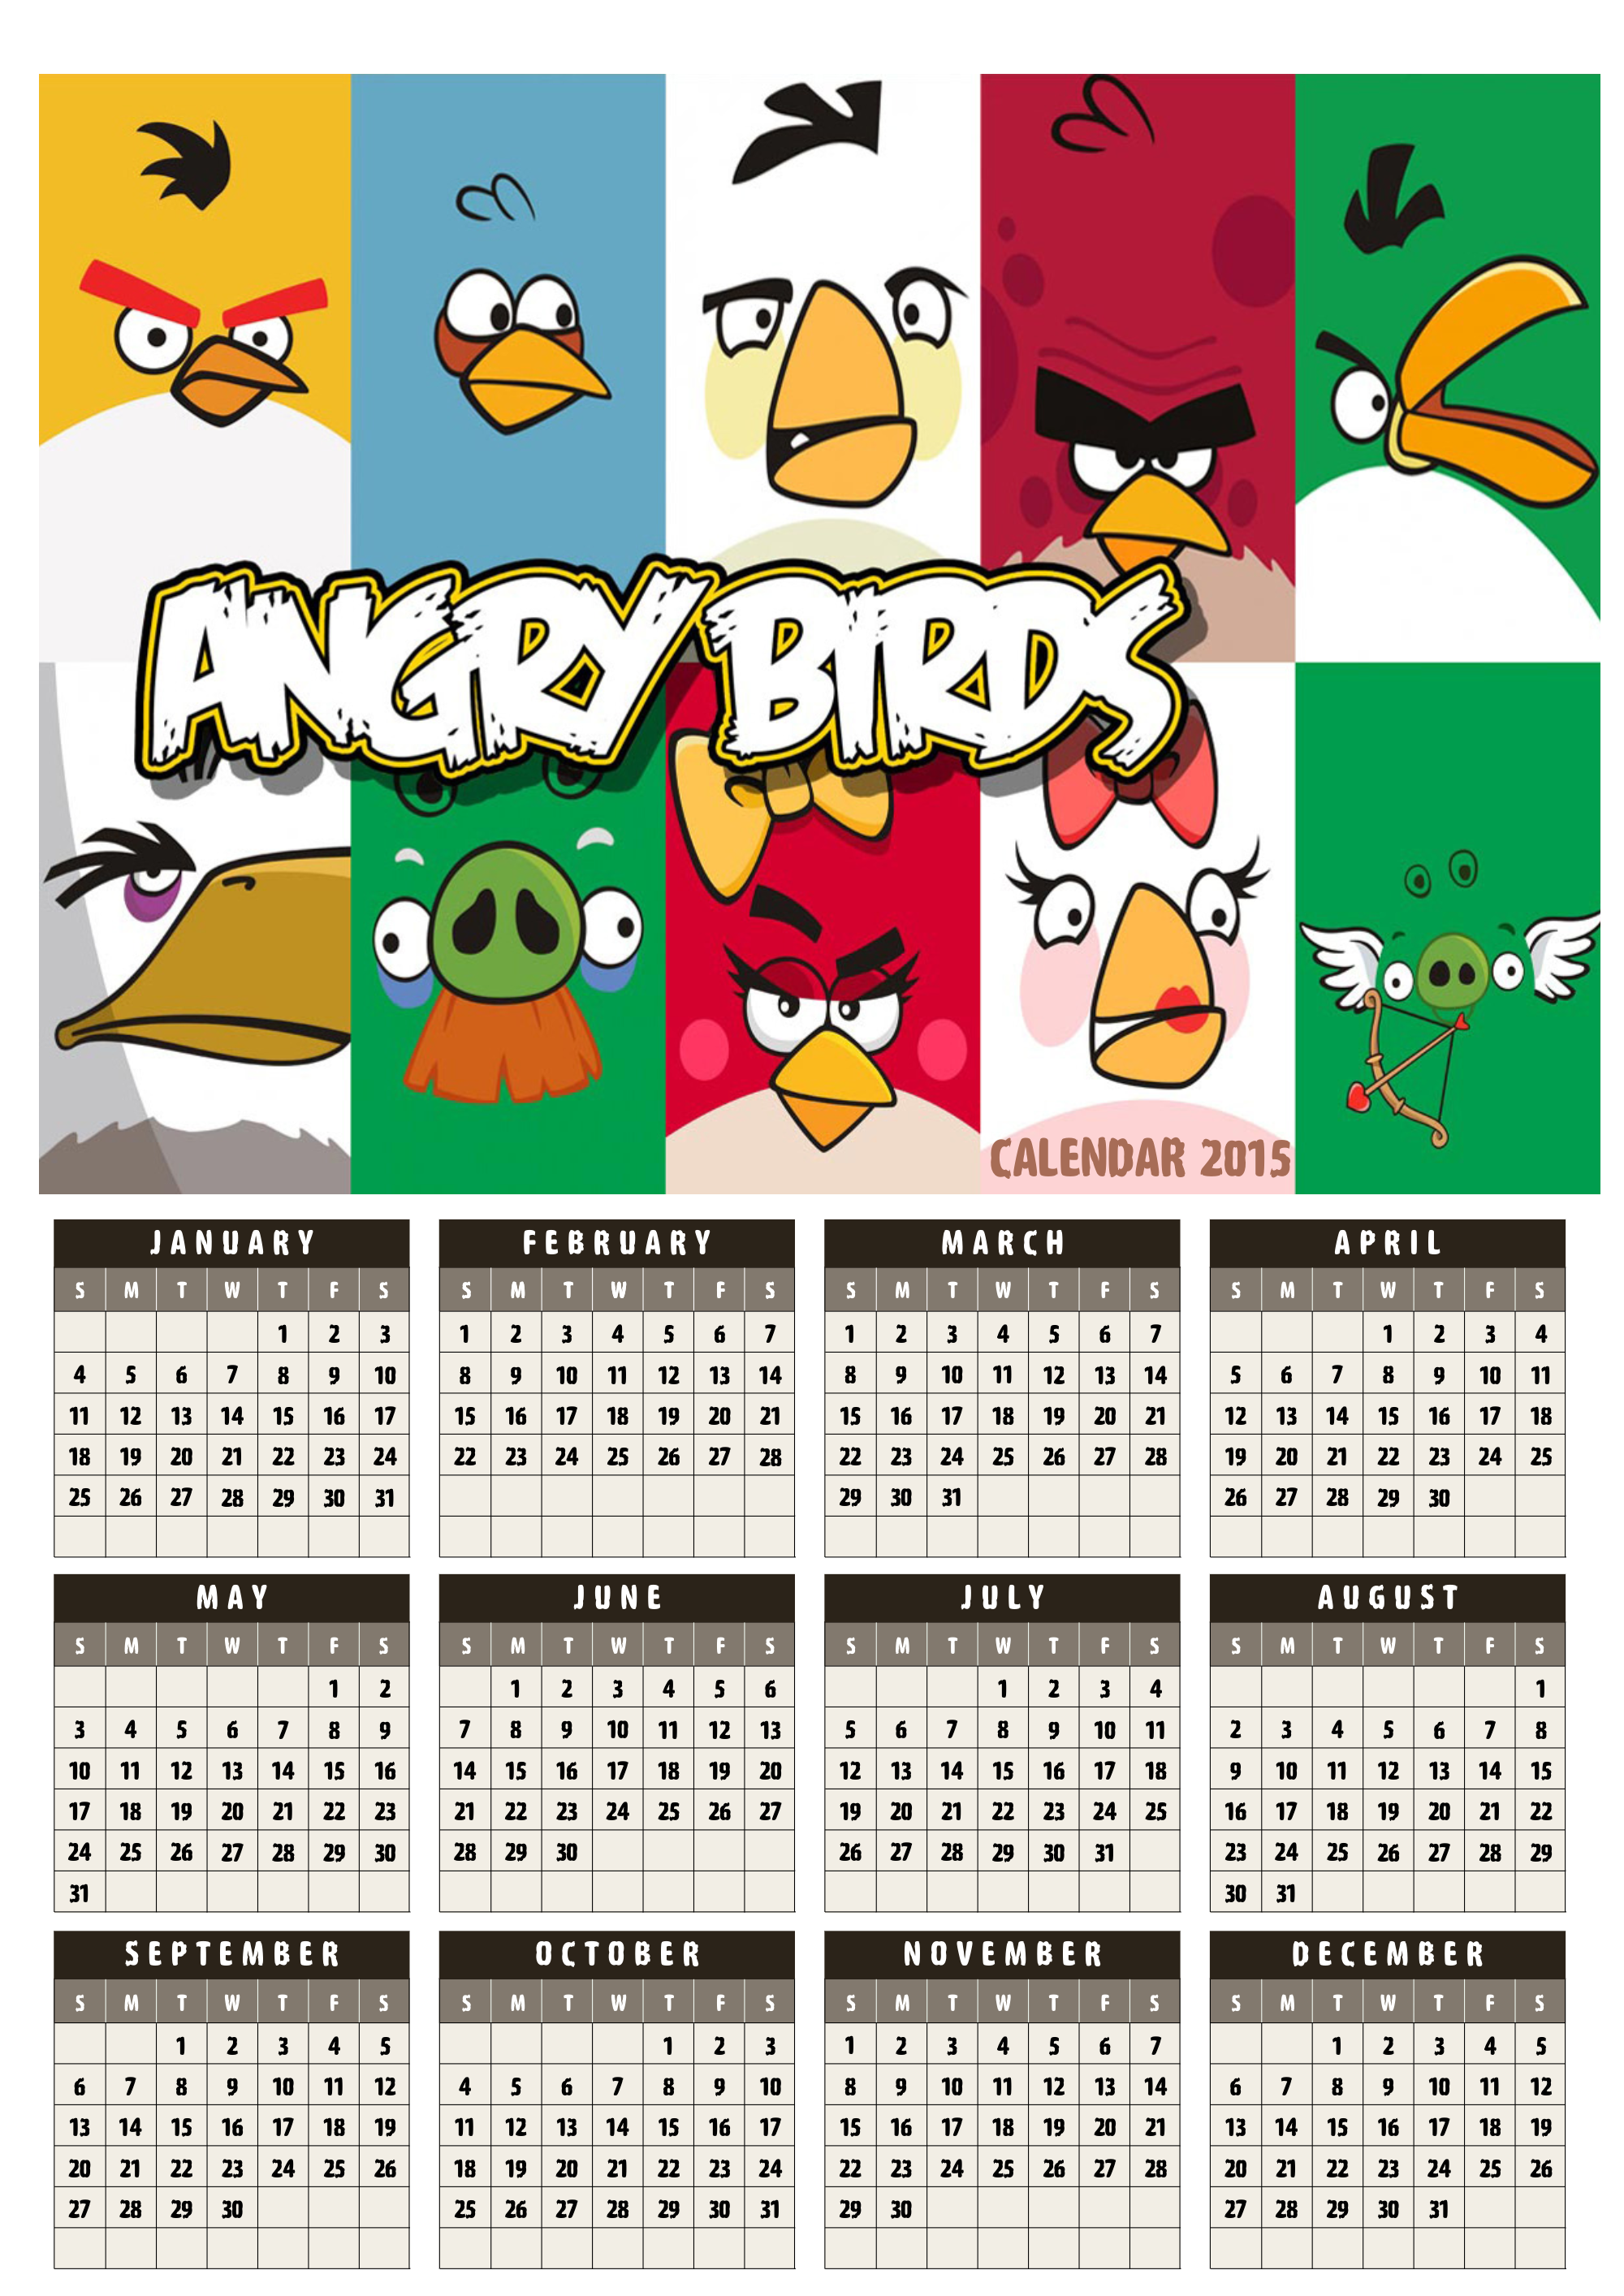 ANGRY BIRDS
CALENDAR 2015
JANUARY
S M T W T F S
1 2 3
4 5 6 7 8 9 10
11 12 13 14 15 16 17
18 19 20 21 22 23 24
25 26 27 28 29 30 31
FEBRUARY
S M T W T F S
1 2 3 4 5 6 7
8 9 10 11 12 13 14
15 16 17 18 19 20 21
22 23 24 25 26 27 28
MARCH
S M T W T F S
1 2 3 4 5 6 7
8 9 10 11 12 13 14
15 16 17 18 19 20 21
22 23 24 25 26 27 28
29 30 31
APRIL
S M T W T F S
1 2 3 4
5 6 7 8 9 10 11
12 13 14 15 16 17 18
19 20 21 22 23 24 25
26 27 28 29 30
MAY
S M T W T F S
1 2
3 4 5 6 7 8 9
10 11 12 13 14 15 16
17 18 19 20 21 22 23
24 25 26 27 28 29 30
31
JUNE
S M T W T F S
1 2 3 4 5 6
7 8 9 10 11 12 13
14 15 16 17 18 19 20
21 22 23 24 25 26 27
28 29 30
JULY
S M T W T F S
1 2 3 4
5 6 7 8 9 10 11
12 13 14 15 16 17 18
19 20 21 22 23 24 25
26 27 28 29 30 31
AUGUST
S M T W T F S
1
2 3 4 5 6 7 8
9 10 11 12 13 14 15
16 17 18 19 20 21 22
23 24 25 26 27 28 29
30 31
SEPTEMBER
S M T W T F S
1 2 3 4 5
6 7 8 9 10 11 12
13 14 15 16 17 18 19
20 21 22 23 24 25 26
27 28 29 30
OCTOBER
S M T W T F S
1 2 3
4 5 6 7 8 9 10
11 12 13 14 15 16 17
18 19 20 21 22 23 24
25 26 27 28 29 30 31
NOVEMBER
S M T W T F S
1 2 3 4 5 6 7
8 9 10 11 12 13 14
15 16 17 18 19 20 21
22 23 24 25 26 27 28
29 30
DECEMBER
S M T W T F S
1 2 3 4 5
6 7 8 9 10 11 12
13 14 15 16 17 18 19
20 21 22 23 24 25 26
27 28 29 30 31